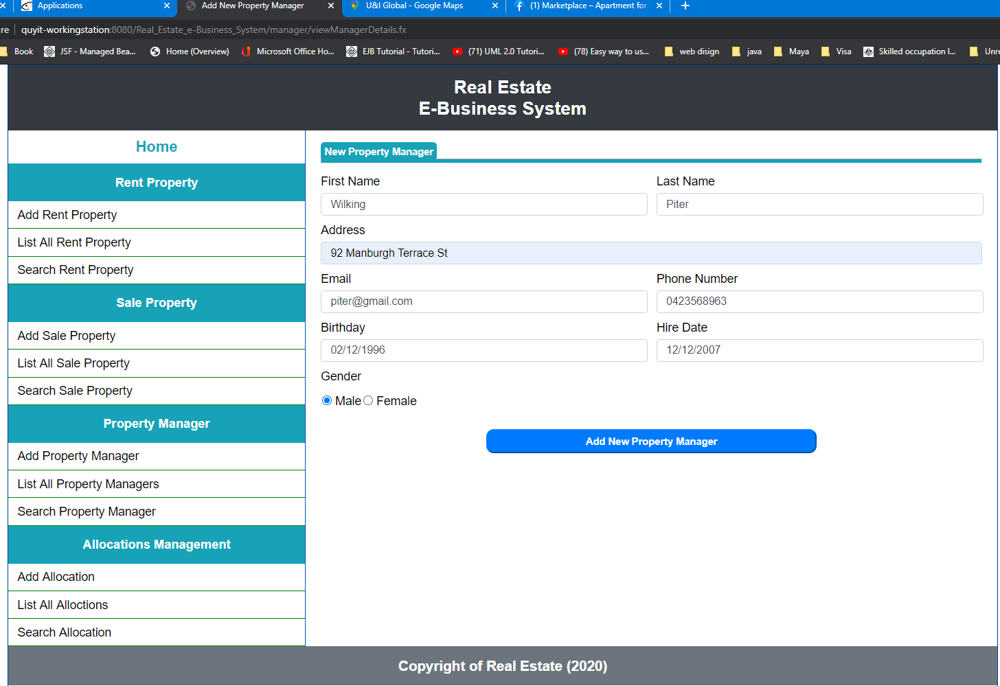 Applications
Add New Property Manager
U&I Global - Google Maps
(1) Marketplace – Apartment for
re
quyit-workingstation:8080/Real_Estate_e-Business_System/manager/viewManagerDetails.fx
Book
JSF - Managed Bea...
Home (Overview)
Microsoft Office Ho...
EJB Tutorial - Tutori...
(71) UML 2.0 Tutori...
(78) Easy way to us...
web disign
java
Maya
Visa
Skilled occupation l...
Unre
Real Estate
E-Business System
Home
Rent Property
Add Rent Property
List All Rent Property
Search Rent Property
Sale Property
Add Sale Property
List All Sale Property
Search Sale Property
Property Manager
Add Property Manager
List All Property Managers
Search Property Manager
Allocations Management
Add Allocation
List All Alloctions
Search Allocation
New Property Manager
First Name
Last Name
Wilking
Piter
Address
92 Manburgh Terrace St
Email
Phone Number
piter@gmail.com
0423568963
Birthday
Hire Date
02/12/1996
12/12/2007
Gender
Male Female
Add New Property Manager
Copyright of Real Estate (2020)